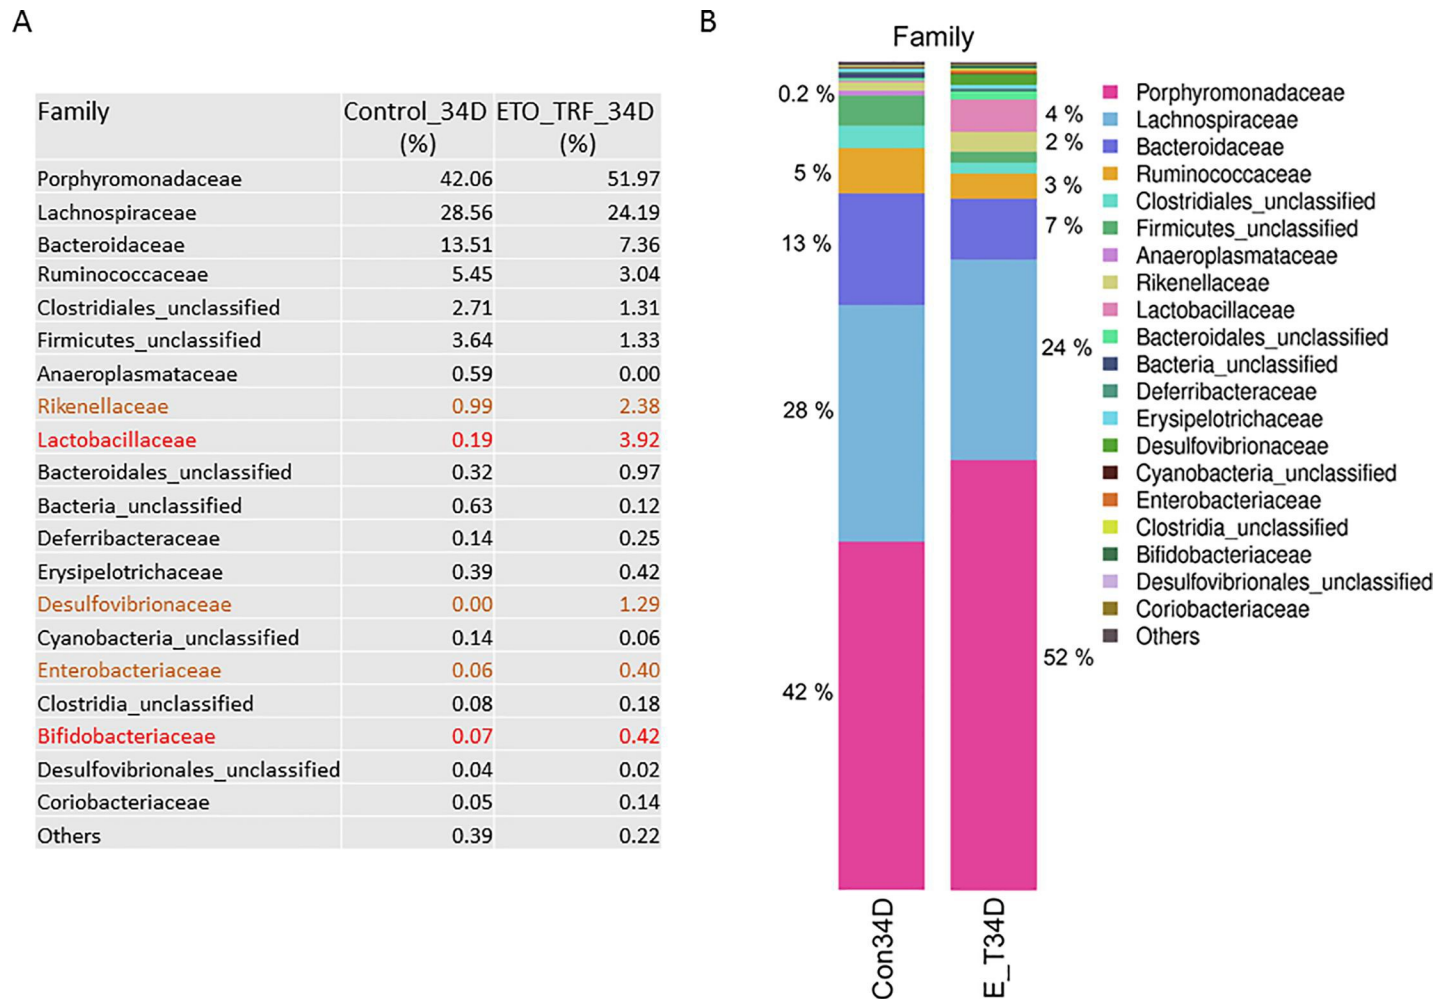 A
Family Control_34D ETO_TRF_34D
(%) (%)
Porphyromonadaceae 42.06 51.97
Lachnospiraceae 28.56 24.19
Bacteroidaceae 13.51 7.36
Ruminococcaceae 5.45 3.04
Clostridiales_unclassified 2.71 1.31
Firmicutes_unclassified 3.64 1.33
Anaeroplasmataceae 0.59 0.00
Rikenellaceae 0.99 2.38
Lactobacillaceae 0.19 3.92
Bacteroidales_unclassified 0.32 0.97
Bacteria_unclassified 0.63 0.12
Deferribacteraceae 0.14 0.25
Erysipelotrichaceae 0.39 0.42
Desulfovibrionaceae 0.00 1.29
Cyanobacteria_unclassified 0.14 0.06
Enterobacteriaceae 0.06 0.40
Clostridia_unclassified 0.08 0.18
Bifidobacteriaceae 0.07 0.42
Desulfovibrionales_unclassified 0.04 0.02
Coriobacteriaceae 0.05 0.14
Others 0.39 0.22
B
Family
0.2 %
5 %
13 %
28 %
42 %
4 %
2 %
3 %
7 %
24 %
52 %
Con34D
E_T34D
Porphyromonadaceae
Lachnospiraceae
Bacteroidaceae
Ruminococcaceae
Clostridiales_unclassified
Firmicutes_unclassified
Anaeroplasmataceae
Rikenellaceae
Lactobacillaceae
Bacteroidales_unclassified
Bacteria_unclassified
Deferribacteraceae
Erysipelotrichaceae
Desulfovibrionaceae
Cyanobacteria_unclassified
Enterobacteriaceae
Clostridia_unclassified
Bifidobacteriaceae
Desulfovibrionales_unclassified
Coriobacteriaceae
Others